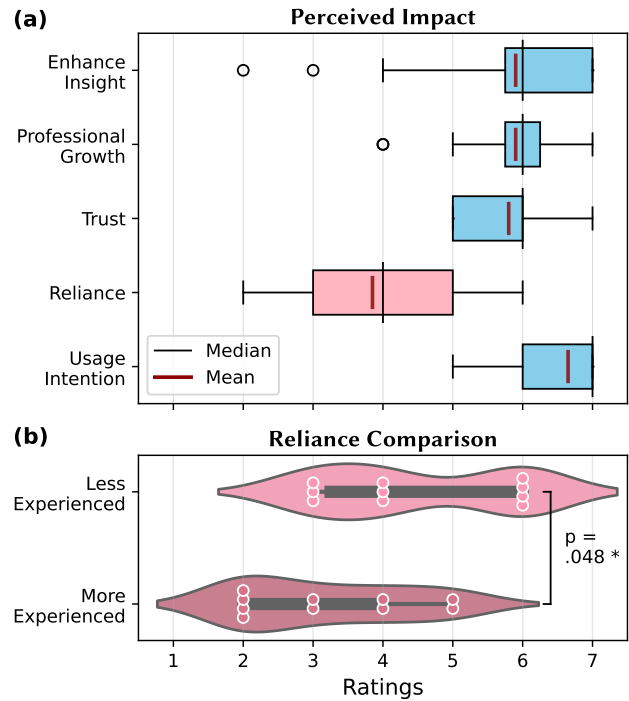 (a)
Perceived Impact
Enhance
Insight
Professional
Growth
Trust
Reliance
Usage
Intention
Median
Mean
(b)
Reliance Comparison
Less
Experienced
More
Experienced
p =
.048 *
1 2 3 4 5 6 7
Ratings